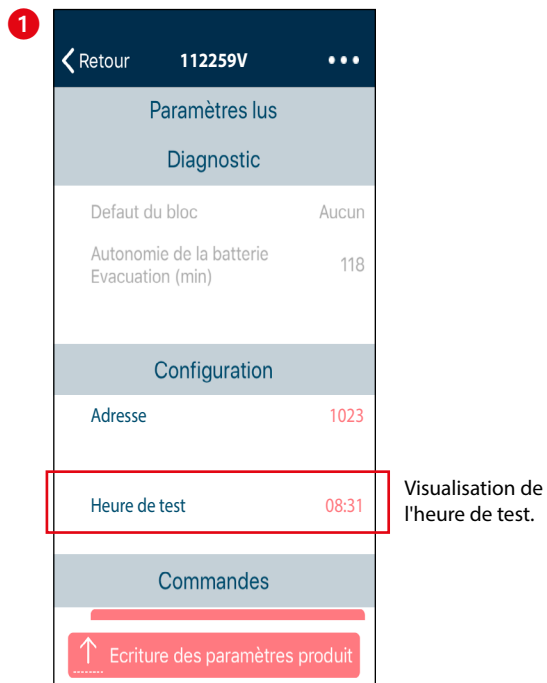 1
Retour 112259V •••
Paramètres lus
Diagnostic
Defaut du bloc Aucun
Autonomie de la batterie
Evacuation (min) 118
Configuration
Adresse 1023
Heure de test 08:31
Visualisation de
l'heure de test.
Commandes
Ecriture des paramètres produit